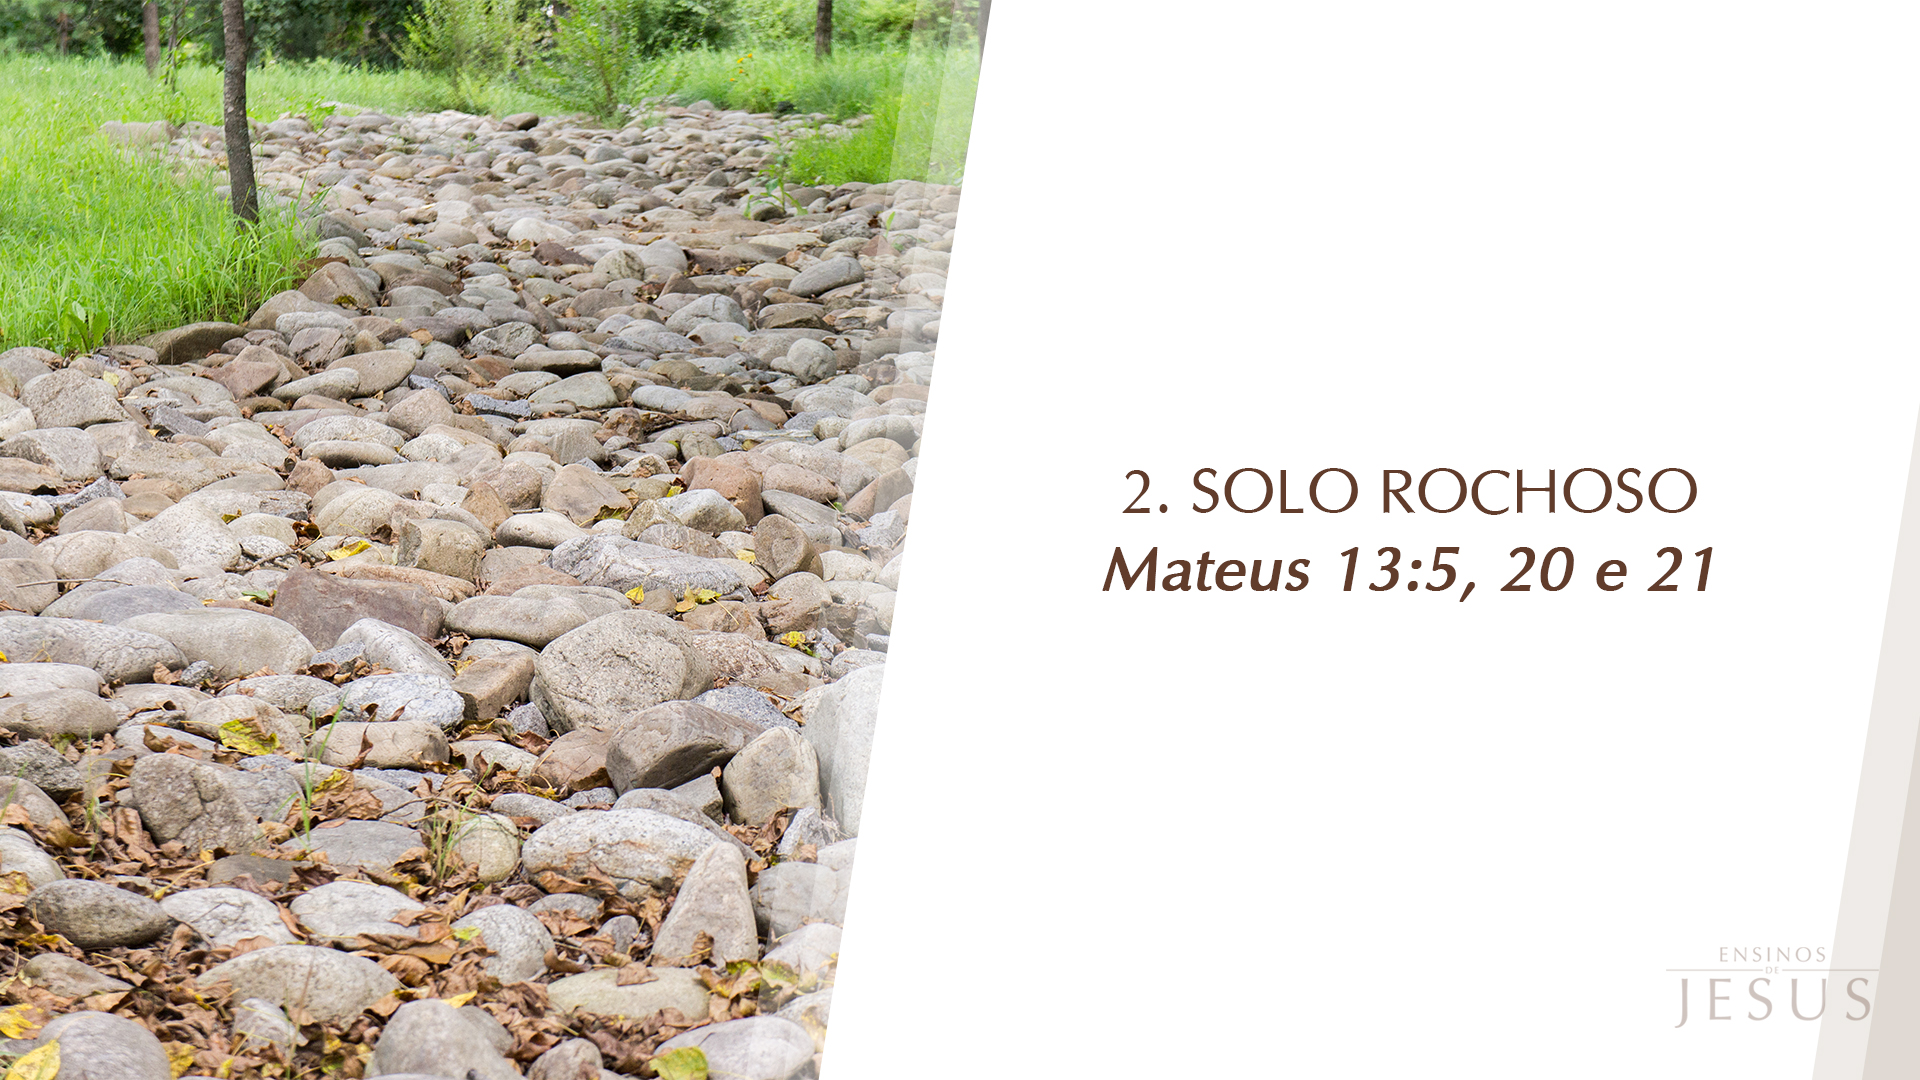 2. SOLO ROCHOSO
Mateus 13:5, 20 e 21
ENSINOS
DE
JESUS